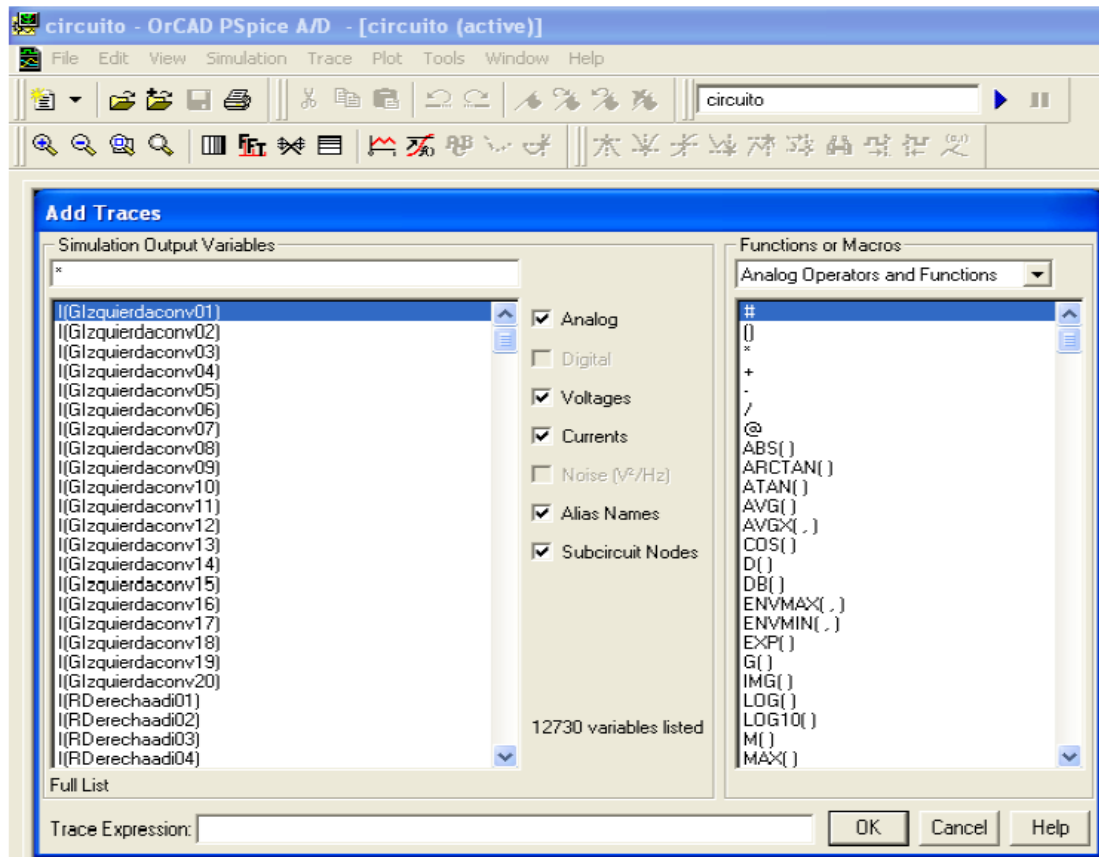 circuito - OrCAD PSpice A/D - [circuito (active)]
File Edit View Simulation Trace Plot Tools Window Help
circuito
FFT
Add Traces
Simulation Output Variables
*
I(GIzquierdaconv01)
I(GIzquierdaconv02)
I(GIzquierdaconv03)
I(GIzquierdaconv04)
I(GIzquierdaconv05)
I(GIzquierdaconv06)
I(GIzquierdaconv07)
I(GIzquierdaconv08)
I(GIzquierdaconv09)
I(GIzquierdaconv10)
I(GIzquierdaconv11)
I(GIzquierdaconv12)
I(GIzquierdaconv13)
I(GIzquierdaconv14)
I(GIzquierdaconv15)
I(GIzquierdaconv16)
I(GIzquierdaconv17)
I(GIzquierdaconv18)
I(GIzquierdaconv19)
I(GIzquierdaconv20)
I(RDerechaadi01)
I(RDerechaadi02)
I(RDerechaadi03)
I(RDerechaadi04)
Full List
Analog
Digital
Voltages
Currents
Noise (V²/Hz)
Alias Names
Subcircuit Nodes
12730 variables listed
Functions or Macros
Analog Operators and Functions
#
()
*
+
-
/
@
ABS( )
ARCTAN( )
ATAN( )
AVG( )
AVGX( , )
COS( )
D( )
DB( )
ENVMAX( , )
ENVMIN( , )
EXP( )
G( )
IMG( )
LOG( )
LOG10( )
M( )
MAX( )
Trace Expression:
OK Cancel Help